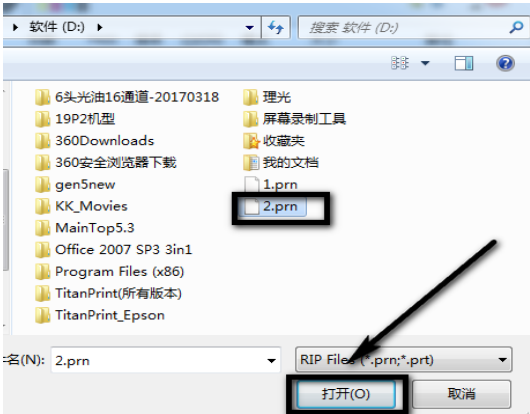 软件 (D:)
搜索 软件 (D:)
6头光油16通道-20170318
19P2机型
360Downloads
360安全浏览器下载
gen5new
KK_Movies
MainTop5.3
Office 2007 SP3 3in1
Program Files (x86)
TitanPrint(所有版本)
TitanPrint_Epson
理光
屏幕录制工具
收藏夹
我的文档
1.prn
2.prn
名(N): 2.prn
RIP Files (*.prn;*.prt)
打开(O)
取消